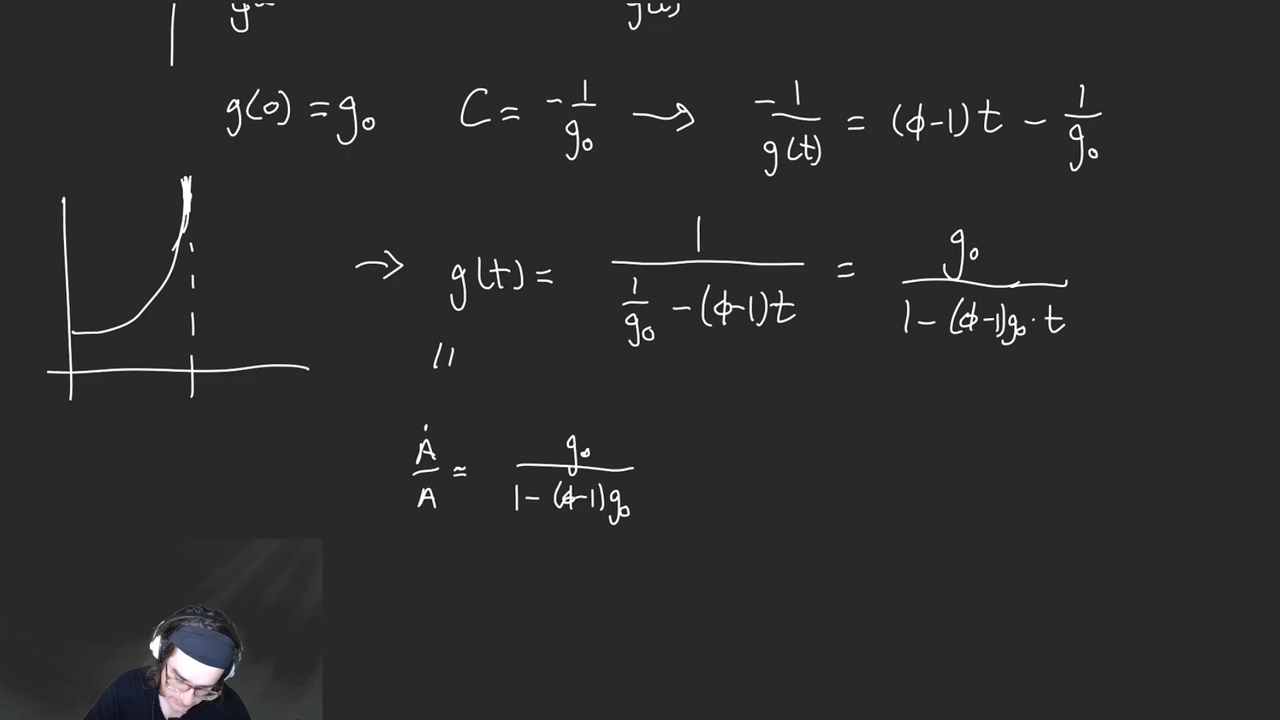 g(0) = g₀ C = -1/g₀ → -1/g(t) = (ϕ-1)t - 1/g₀
→ g(t) = 1/(1/g₀ - (ϕ-1)t) = g₀/(1 - (ϕ-1)g₀·t)
"
Ȧ/A = g₀/(1 - (ϕ-1)g₀